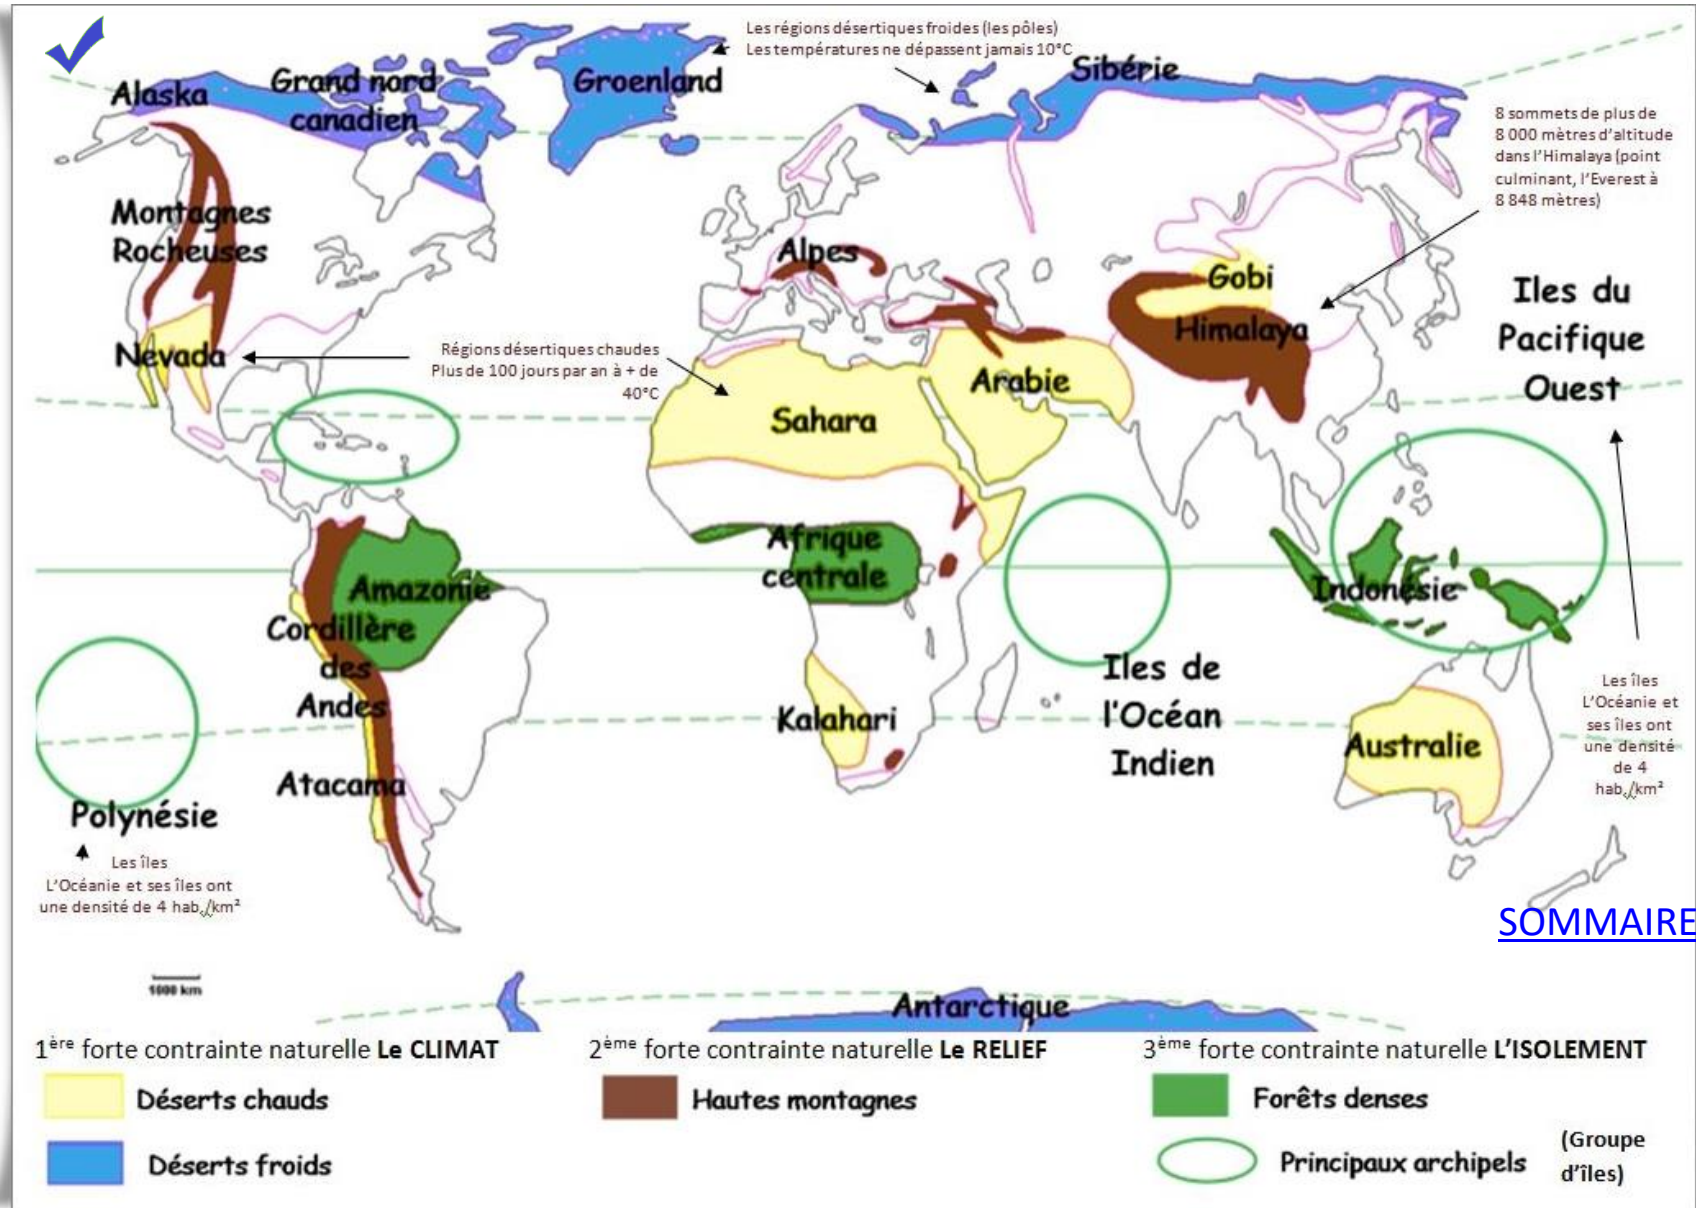 Les régions désertiques froides (les pôles)
Les températures ne dépassent jamais 10°C
Alaska
Grand nord
canadien
Groenland
Sibérie
8 sommets de plus de
8 000 mètres d'altitude
dans l'Himalaya (point
culminant, l'Everest à
8 848 mètres)
Montagnes
Rocheuses
Alpes
Gobi
Himalaya
Iles du
Pacifique
Ouest
Nevada
Régions désertiques chaudes
Plus de 100 jours par an à + de
40°C
Arabie
Sahara
Afrique
centrale
Amazonie
Indonésie
Cordillère
des
Andes
Iles de
l'Océan
Indien
Kalahari
Australie
Les îles
L'Océanie et
ses îles ont
une densité
de 4
hab./km²
Atacama
Polynésie
Les îles
L'Océanie et ses îles ont
une densité de 4 hab./km²
SOMMAIRE
1000 km
Antarctique
1ère forte contrainte naturelle Le CLIMAT
Déserts chauds
Déserts froids
2ème forte contrainte naturelle Le RELIEF
Hautes montagnes
3ème forte contrainte naturelle L'ISOLEMENT
Forêts denses
Principaux archipels
(Groupe
d'îles)